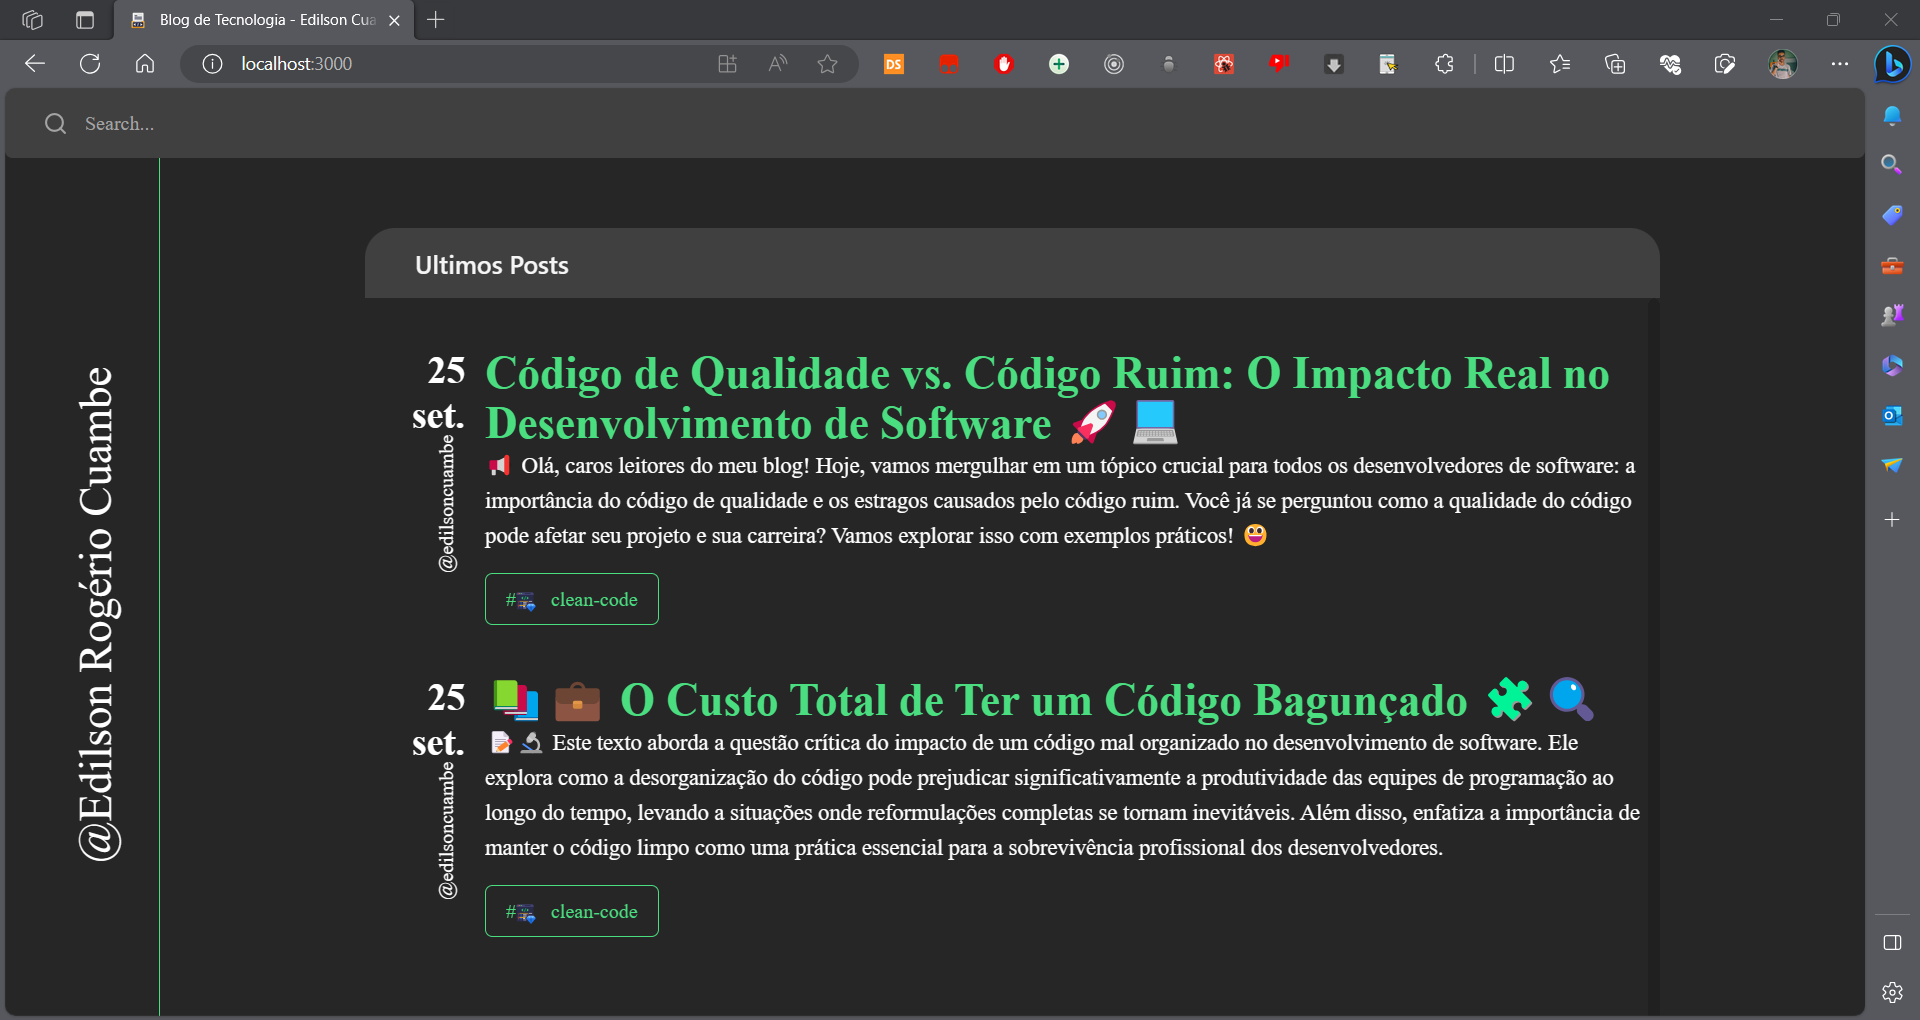 Blog de Tecnologia - Edilson Cua
localhost:3000
DS
Search...
@Edilson Rogério Cuambe
Ultimos Posts
25
set.
@edilsoncuambe
Código de Qualidade vs. Código Ruim: O Impacto Real no
Desenvolvimento de Software 🚀 💻
📢 Olá, caros leitores do meu blog! Hoje, vamos mergulhar em um tópico crucial para todos os desenvolvedores de software: a
importância do código de qualidade e os estragos causados pelo código ruim. Você já se perguntou como a qualidade do código
pode afetar seu projeto e sua carreira? Vamos explorar isso com exemplos práticos! 😀
# clean-code
25
set.
@edilsoncuambe
📚 💼 O Custo Total de Ter um Código Bagunçado 🧩 🔍
📝 🔬 Este texto aborda a questão crítica do impacto de um código mal organizado no desenvolvimento de software. Ele
explora como a desorganização do código pode prejudicar significativamente a produtividade das equipes de programação ao
longo do tempo, levando a situações onde reformulações completas se tornam inevitáveis. Além disso, enfatiza a importância de
manter o código limpo como uma prática essencial para a sobrevivência profissional dos desenvolvedores.
# clean-code